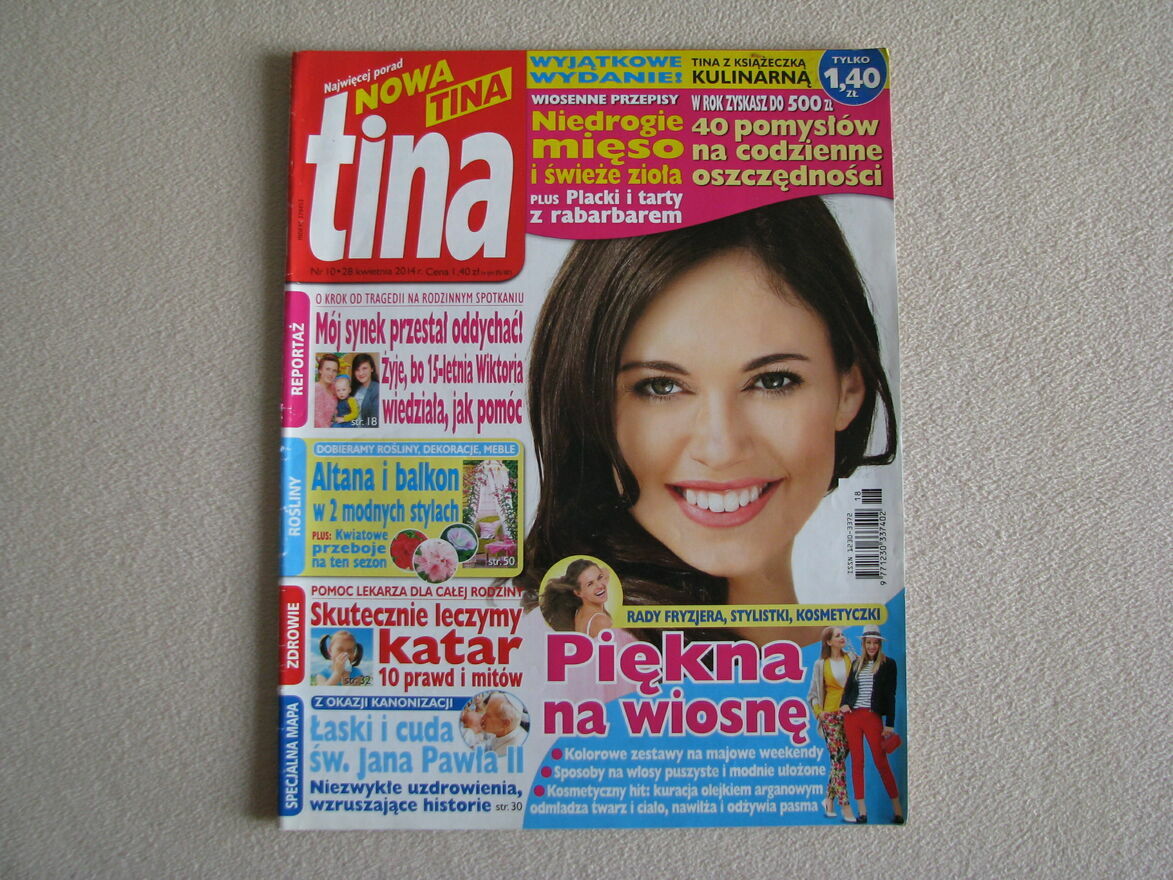 Najwięcej porad
NOWA
TINA
tina
Nr 10 • 28 kwietnia 2014 r. Cena 1,40 zł
WYJĄTKOWE
WYDANIE!
TINA Z KSIĄŻECZKĄ
KULINARNĄ
TYLKO
1,40
ZŁ
WIOSENNE PRZEPISY
Niedrogie
mięso
i świeże zioła
PLUS Placki i tarty
z rabarbarem
W ROK ZYSKASZ DO 500 ZŁ
40 pomysłów
na codzienne
oszczędności
REPORTAŻ
O KROK OD TRAGEDII NA RODZINNYM SPOTKANIU
Mój synek przestał oddychać!
Żyje, bo 15-letnia Wiktoria
wiedziała, jak pomóc
str. 18
ROŚLINY
DOBIERAMY ROŚLINY, DEKORACJE, MEBLE
Altana i balkon
w 2 modnych stylach
PLUS: Kwiatowe
przeboje
na ten sezon
str. 50
ZDROWIE
POMOC LEKARZA DLA CAŁEJ RODZINY
Skutecznie leczymy
katar
10 prawd i mitów
str. 32
SPECJALNA MAPA
Z OKAZJI KANONIZACJI
Łaski i cuda
św. Jana Pawła II
Niezwykłe uzdrowienia,
wzruszające historie str. 30
ISSN 1230-3372
18
9 771230 337402
RADY FRYZJERA, STYLISTKI, KOSMETYCZKI
Piękna
na wiosnę
• Kolorowe zestawy na majowe weekendy
• Sposoby na włosy puszyste i modnie ułożone
• Kosmetyczny hit: kuracja olejkiem arganowym
odmładza twarz i ciało, nawilża i odżywia pasma